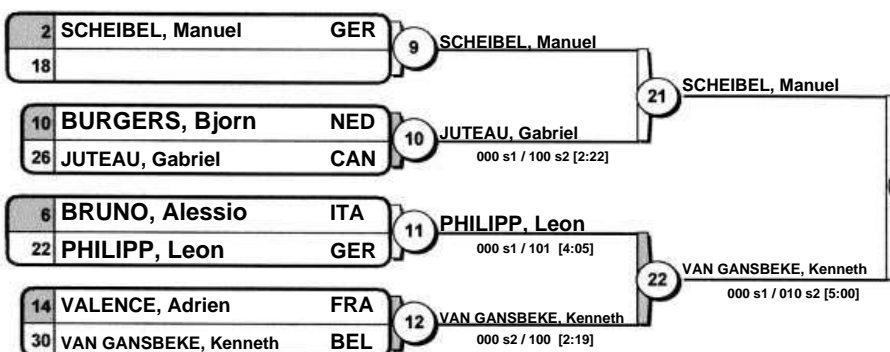 2 SCHEIBEL, Manuel GER
18
9
SCHEIBEL, Manuel
10 BURGERS, Bjorn NED
26 JUTEAU, Gabriel CAN
10
JUTEAU, Gabriel
000 s1 / 100 s2 [2:22]
21
SCHEIBEL, Manuel
6 BRUNO, Alessio ITA
22 PHILIPP, Leon GER
11
PHILIPP, Leon
000 s1 / 101 [4:05]
14 VALENCE, Adrien FRA
30 VAN GANSBEKE, Kenneth BEL
12
VAN GANSBEKE, Kenneth
000 s2 / 100 [2:19]
22
VAN GANSBEKE, Kenneth
000 s1 / 010 s2 [5:00]